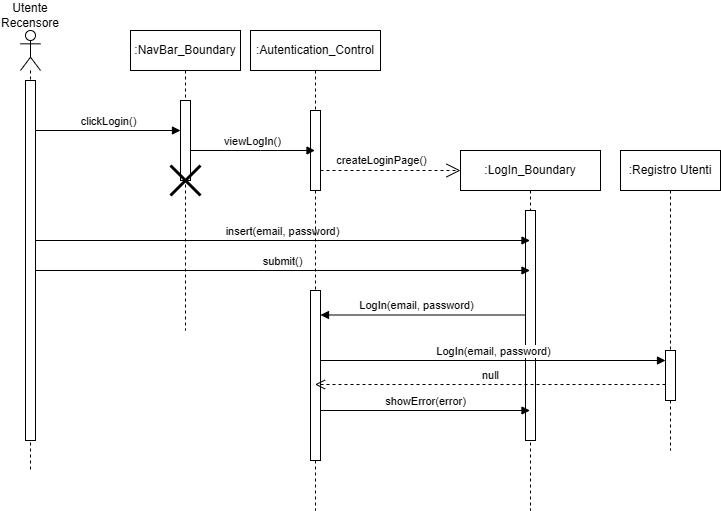 Utente
Recensore
:NavBar_Boundary
:Autentication_Control
clickLogin()
viewLogIn()
createLoginPage()
:LogIn_Boundary
:Registro Utenti
insert(email, password)
submit()
LogIn(email, password)
LogIn(email, password)
null
showError(error)